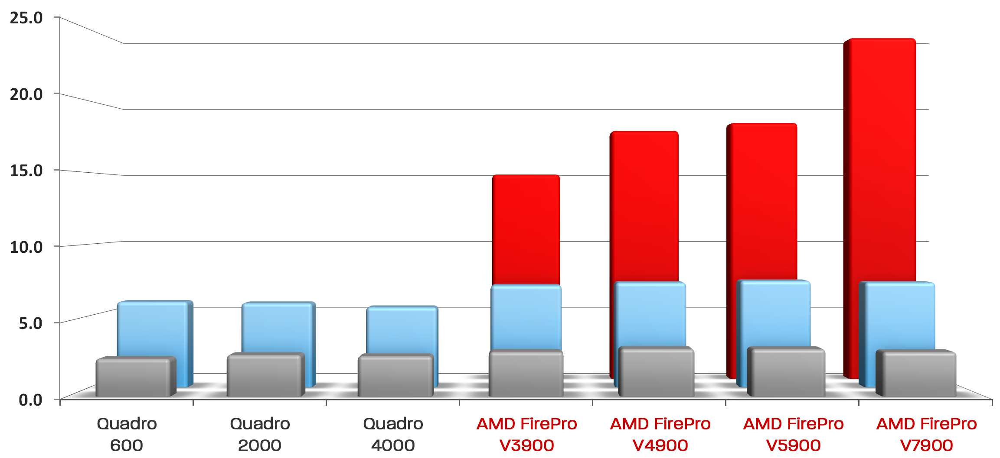 25.0
20.0
15.0
10.0
5.0
0.0
Quadro
600
Quadro
2000
Quadro
4000
AMD FirePro
V3900
AMD FirePro
V4900
AMD FirePro
V5900
AMD FirePro
V7900